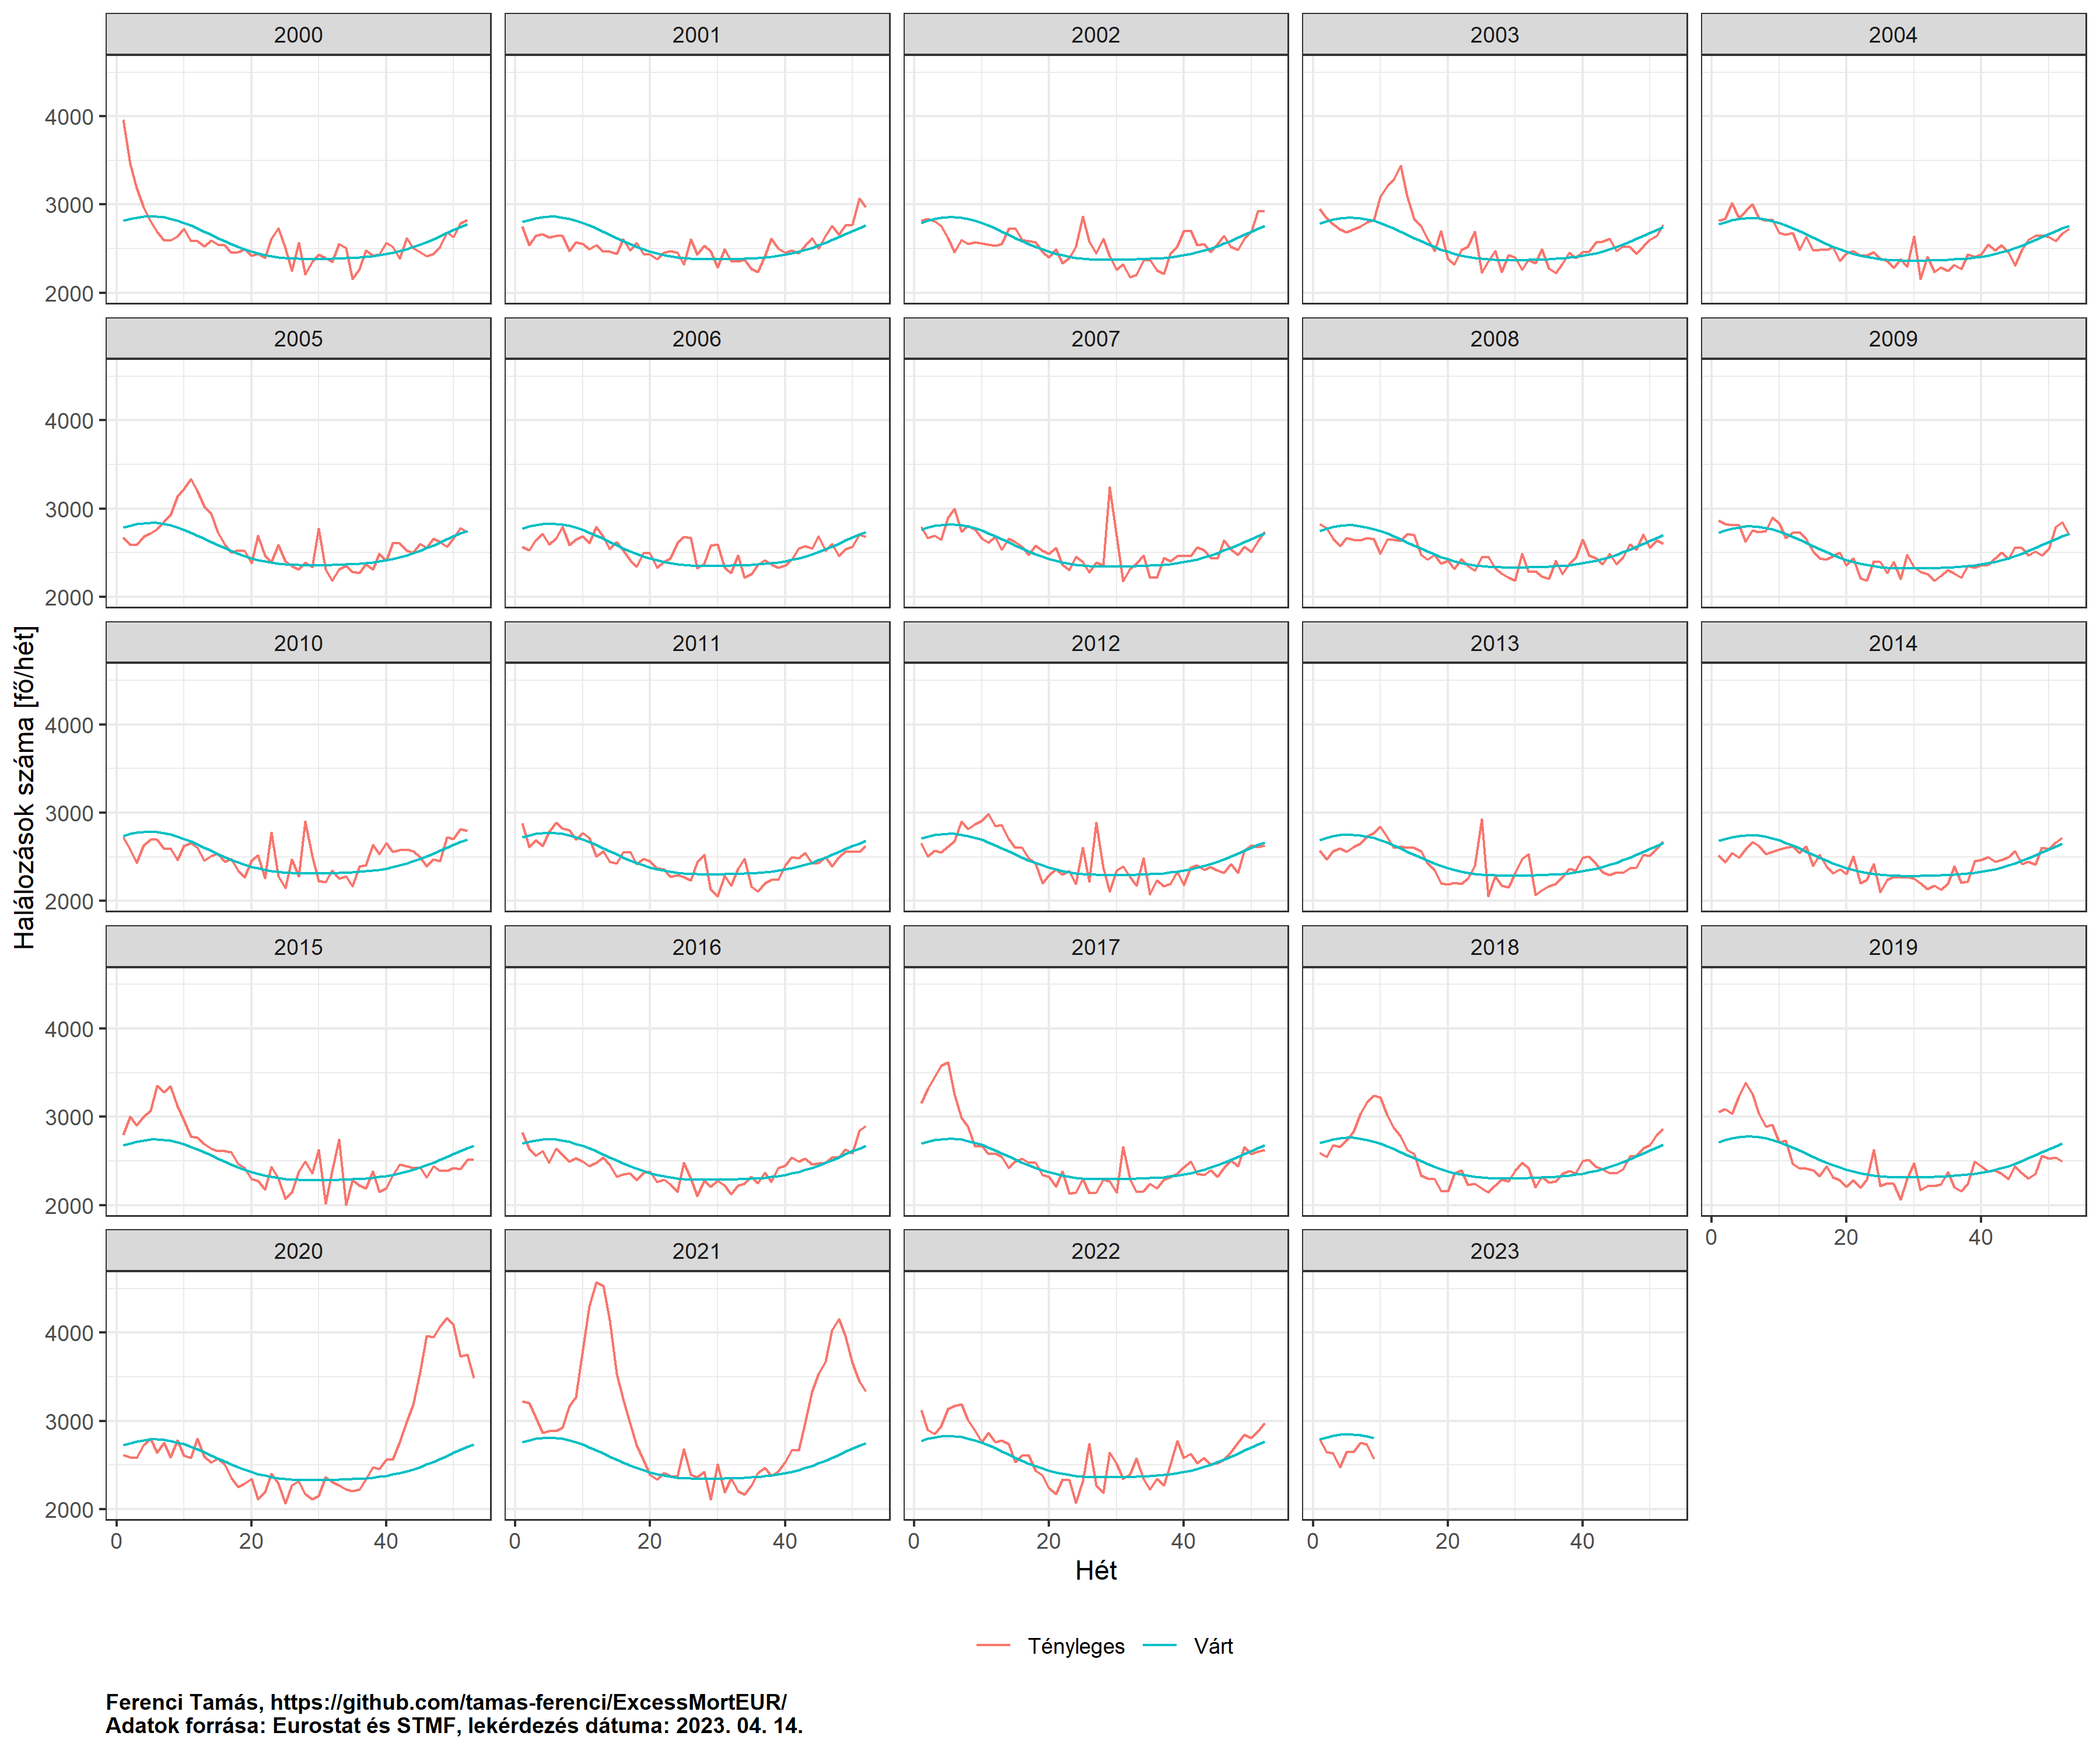 2000 2001 2002 2003 2004
4000
3000
2000
2005 2006 2007 2008 2009
4000
3000
2000
2010 2011 2012 2013 2014
4000
3000
2000
Halálozások száma [fő/hét]
2015 2016 2017 2018 2019
4000
3000
2000
0 20 40
2020 2021 2022 2023
4000
3000
2000
0 20 40 0 20 40 0 20 40 0 20 40
Hét
Tényleges Várt
Ferenci Tamás, https://github.com/tamas-ferenci/ExcessMortEUR/
Adatok forrása: Eurostat és STMF, lekérdezés dátuma: 2023. 04. 14.